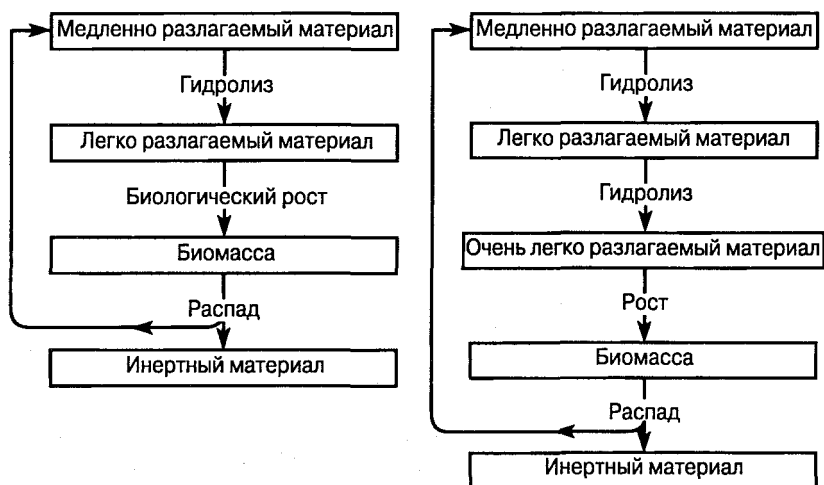 Медленно разлагаемый материал
Гидролиз
Легко разлагаемый материал
Биологический рост
Биомасса
Распад
Инертный материал
Медленно разлагаемый материал
Гидролиз
Легко разлагаемый материал
Гидролиз
Очень легко разлагаемый материал
Рост
Биомасса
Распад
Инертный материал